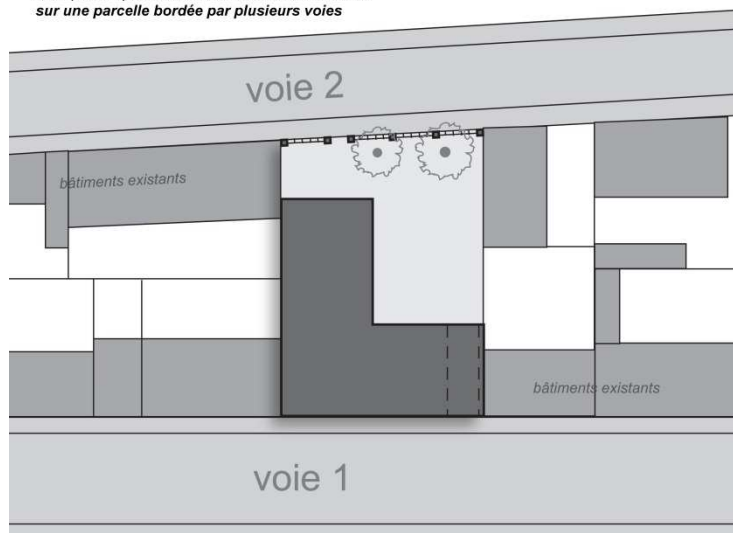 sur une parcelle bordée par plusieurs voies
voie 2
bâtiments existants
bâtiments existants
voie 1